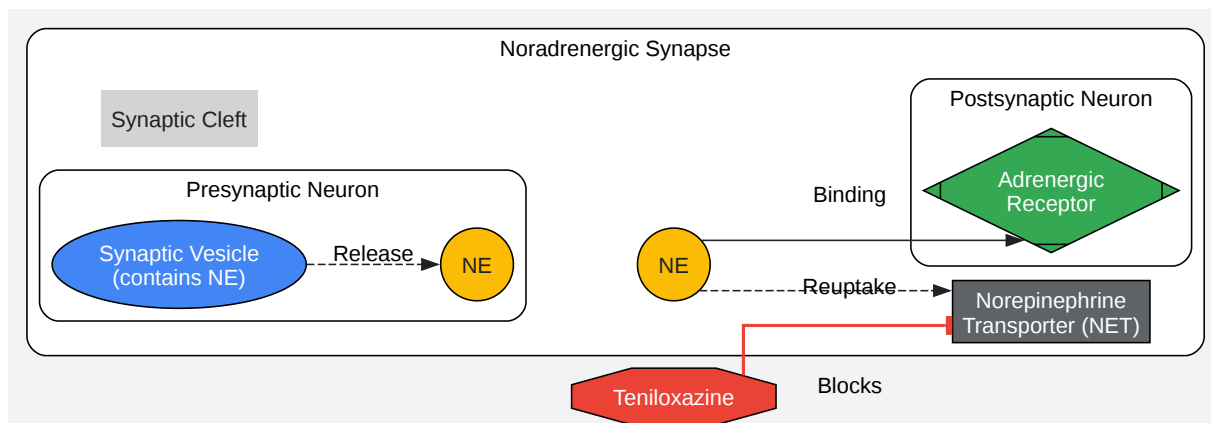 Noradrenergic Synapse
Synaptic Cleft
Presynaptic Neuron
Synaptic Vesicle
(contains NE)
Release
NE
NE
Binding
Reuptake
Postsynaptic Neuron
Adrenergic
Receptor
Norepinephrine
Transporter (NET)
Teniloxazine
Blocks